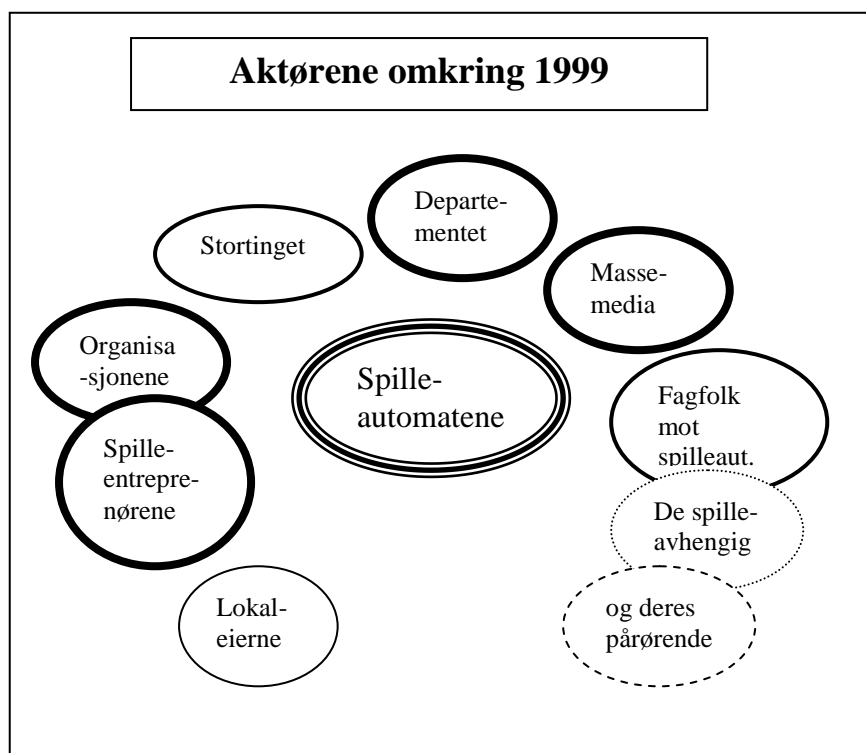 Aktørene omkring 1999
Departe-
mentet
Stortinget
Masse-
media
Organisa
-sjonene
Spille-
automatene
Fagfolk
mot
spilleaut.
Spille-
entrepre-
nørene
De spille-
avhengig
Lokal-
eierne
og deres
pårørende